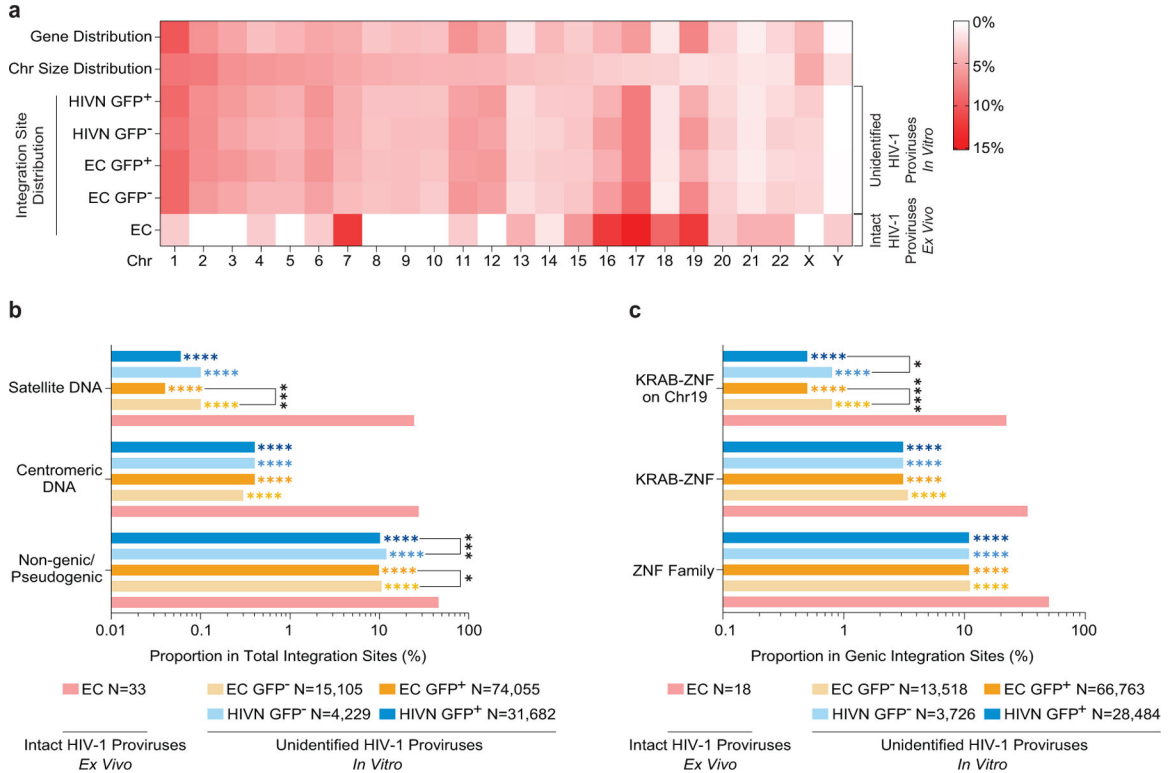 a
Gene Distribution
Chr Size Distribution
HIVN GFP+
HIVN GFP-
EC GFP+
EC GFP-
EC
Integration Site
Distribution
Chr
1 2 3 4 5 6 7 8 9 10 11 12 13 14 15 16 17 18 19 20 21 22 X Y
Unidentified
HIV-1
Proviruses
In Vitro
Intact
HIV-1
Proviruses
Ex Vivo
0%
5%
10%
15%
b
Satellite DNA
****
****
****
****
***
Centromeric
DNA
****
****
****
****
Non-genic/
Pseudogenic
****
****
***
****
****
*
0.01 0.1 1 10 100
Proportion in Total Integration Sites (%)
EC N=33
EC GFP- N=15,105
EC GFP+ N=74,055
HIVN GFP- N=4,229
HIVN GFP+ N=31,682
Intact HIV-1 Proviruses
Ex Vivo
Unidentified HIV-1 Proviruses
In Vitro
c
KRAB-ZNF
on Chr19
****
****
*
****
****
****
KRAB-ZNF
****
****
****
****
ZNF Family
****
****
****
****
0.1 1 10 100
Proportion in Genic Integration Sites (%)
EC N=18
EC GFP- N=13,518
EC GFP+ N=66,763
HIVN GFP- N=3,726
HIVN GFP+ N=28,484
Intact HIV-1 Proviruses
Ex Vivo
Unidentified HIV-1 Proviruses
In Vitro